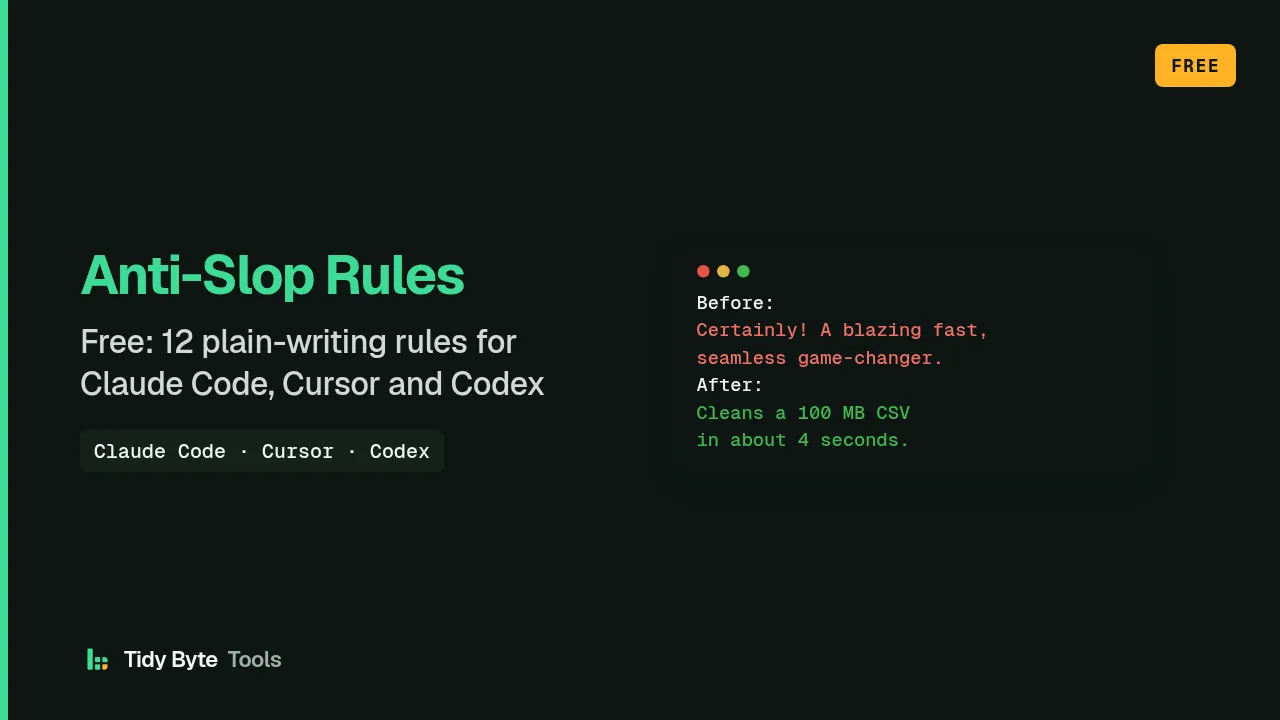 FREE
Anti-Slop Rules
Free: 12 plain-writing rules for
Claude Code, Cursor and Codex
Claude Code · Cursor · Codex
Before:
Certainly! A blazing fast,
seamless game-changer.
After:
Cleans a 100 MB CSV
in about 4 seconds.
Tidy Byte Tools